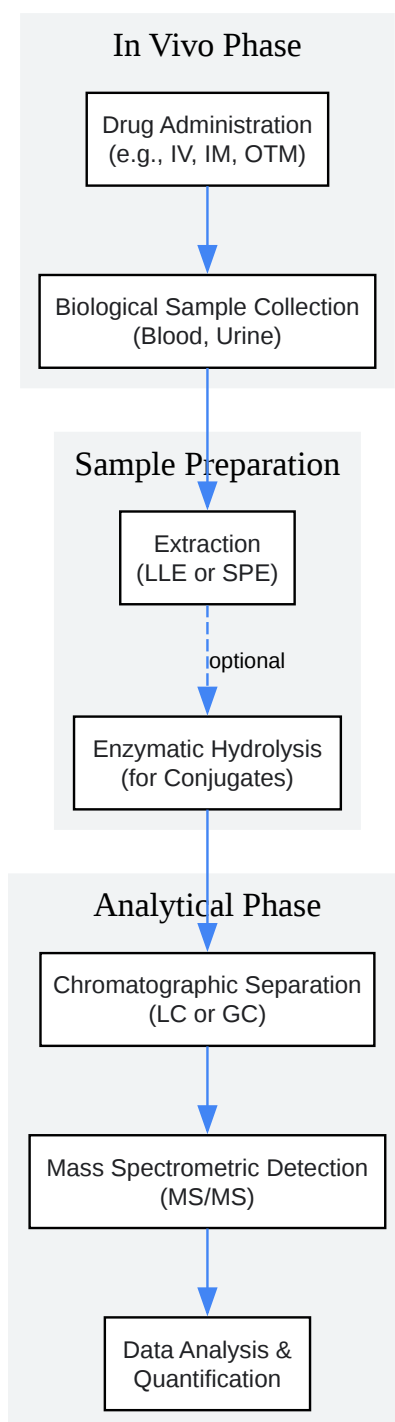 In Vivo Phase
Drug Administration
(e.g., IV, IM, OTM)
Biological Sample Collection
(Blood, Urine)
Sample Preparation
Extraction
(LLE or SPE)
optional
Enzymatic Hydrolysis
(for Conjugates)
Analytical Phase
Chromatographic Separation
(LC or GC)
Mass Spectrometric Detection
(MS/MS)
Data Analysis &
Quantification